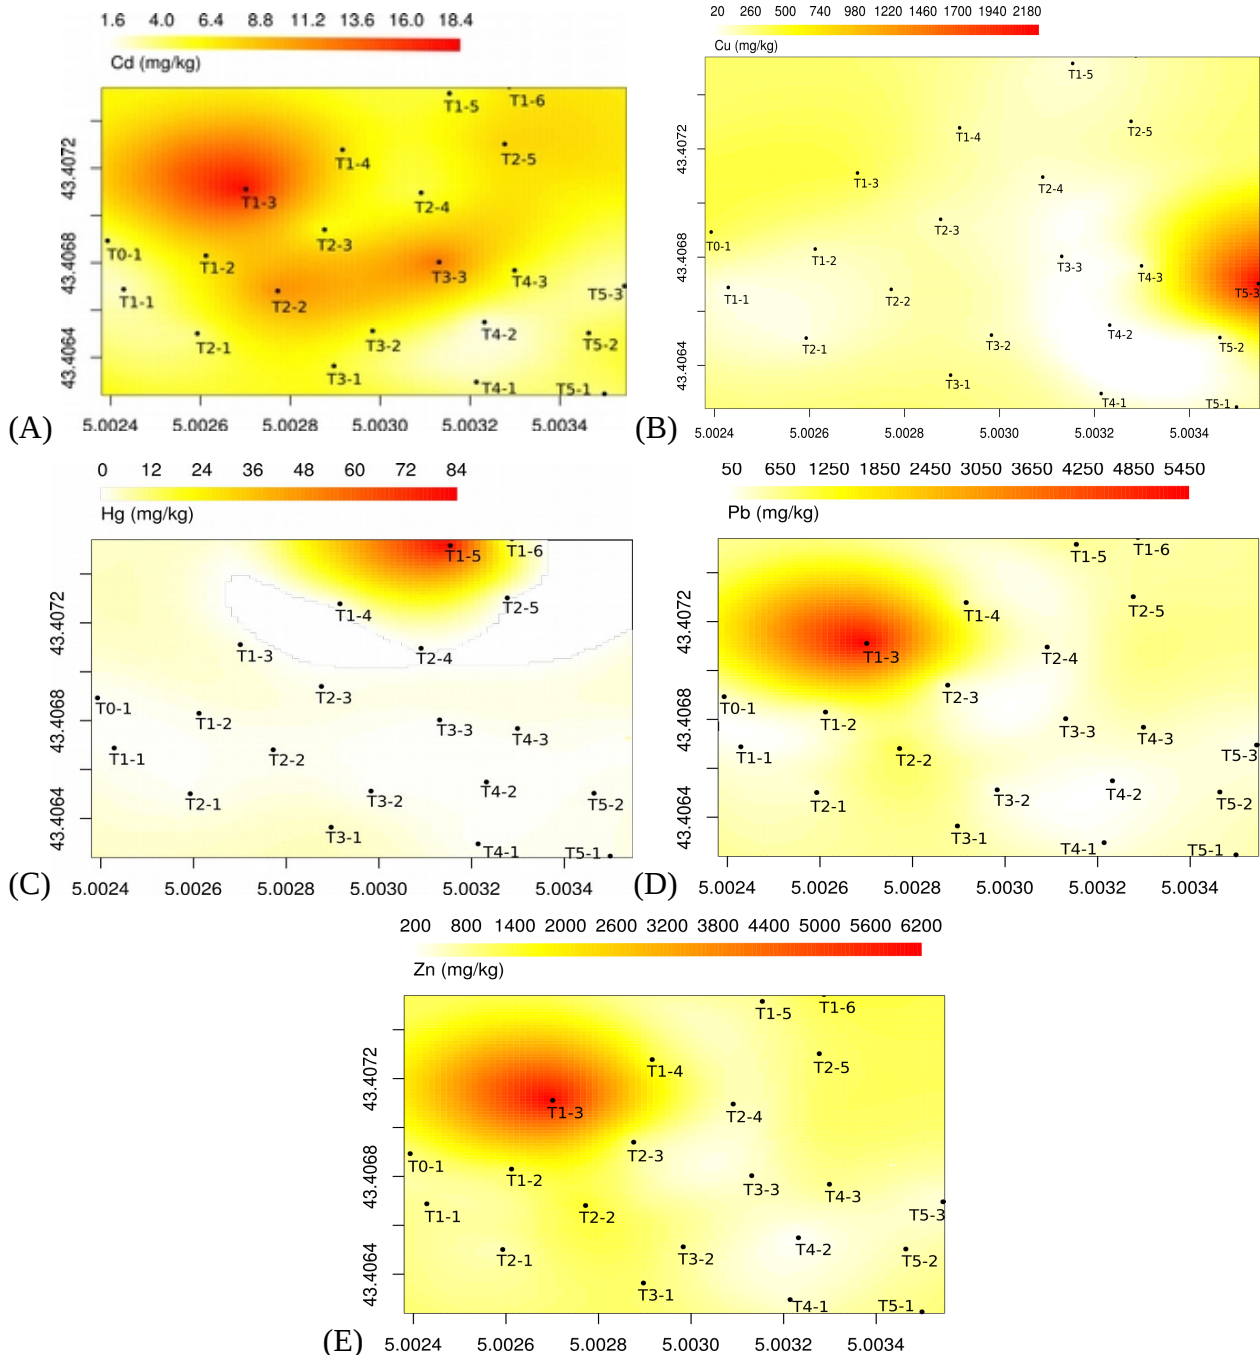 1.6 4.0 6.4 8.8 11.2 13.6 16.0 18.4
Cd (mg/kg)
T1-5
T1-6
T1-4
T2-5
T1-3
T2-4
T0-1
T2-3
T1-2
T3-3
T4-3
T1-1
T2-2
T5-3
T2-1
T3-2
T4-2
T5-2
T3-1
T4-1
T5-1
43.4072
43.4068
43.4064
5.0024 5.0026 5.0028 5.0030 5.0032 5.0034
(A)
20 260 500 740 980 1220 1460 1700 1940 2180
Cu (mg/kg)
T1-5
T1-4
T2-5
T1-3
T2-4
T0-1
T2-3
T1-2
T3-3
T4-3
T1-1
T2-2
T5-3
T2-1
T3-2
T4-2
T5-2
T3-1
T4-1
T5-1
43.4072
43.4068
43.4064
5.0024 5.0026 5.0028 5.0030 5.0032 5.0034
(B)
0 12 24 36 48 60 72 84
Hg (mg/kg)
T1-5
T1-6
T1-4
T2-5
T1-3
T2-4
T0-1
T2-3
T1-2
T3-3
T4-3
T1-1
T2-2
T2-1
T3-2
T4-2
T5-2
T3-1
T4-1
T5-1
43.4072
43.4068
43.4064
5.0024 5.0026 5.0028 5.0030 5.0032 5.0034
(C)
50 650 1250 1850 2450 3050 3650 4250 4850 5450
Pb (mg/kg)
T1-5
T1-6
T1-4
T2-5
T1-3
T2-4
T0-1
T2-3
T1-2
T3-3
T4-3
T1-1
T2-2
T5-3
T2-1
T3-2
T4-2
T5-2
T3-1
T4-1
T5-1
43.4072
43.4068
43.4064
5.0024 5.0026 5.0028 5.0030 5.0032 5.0034
(D)
200 800 1400 2000 2600 3200 3800 4400 5000 5600 6200
Zn (mg/kg)
T1-5
T1-6
T1-4
T2-5
T1-3
T2-4
T0-1
T2-3
T1-2
T3-3
T4-3
T1-1
T2-2
T5-3
T2-1
T3-2
T4-2
T5-2
T3-1
T4-1
T5-1
43.4072
43.4068
43.4064
5.0024 5.0026 5.0028 5.0030 5.0032 5.0034
(E)